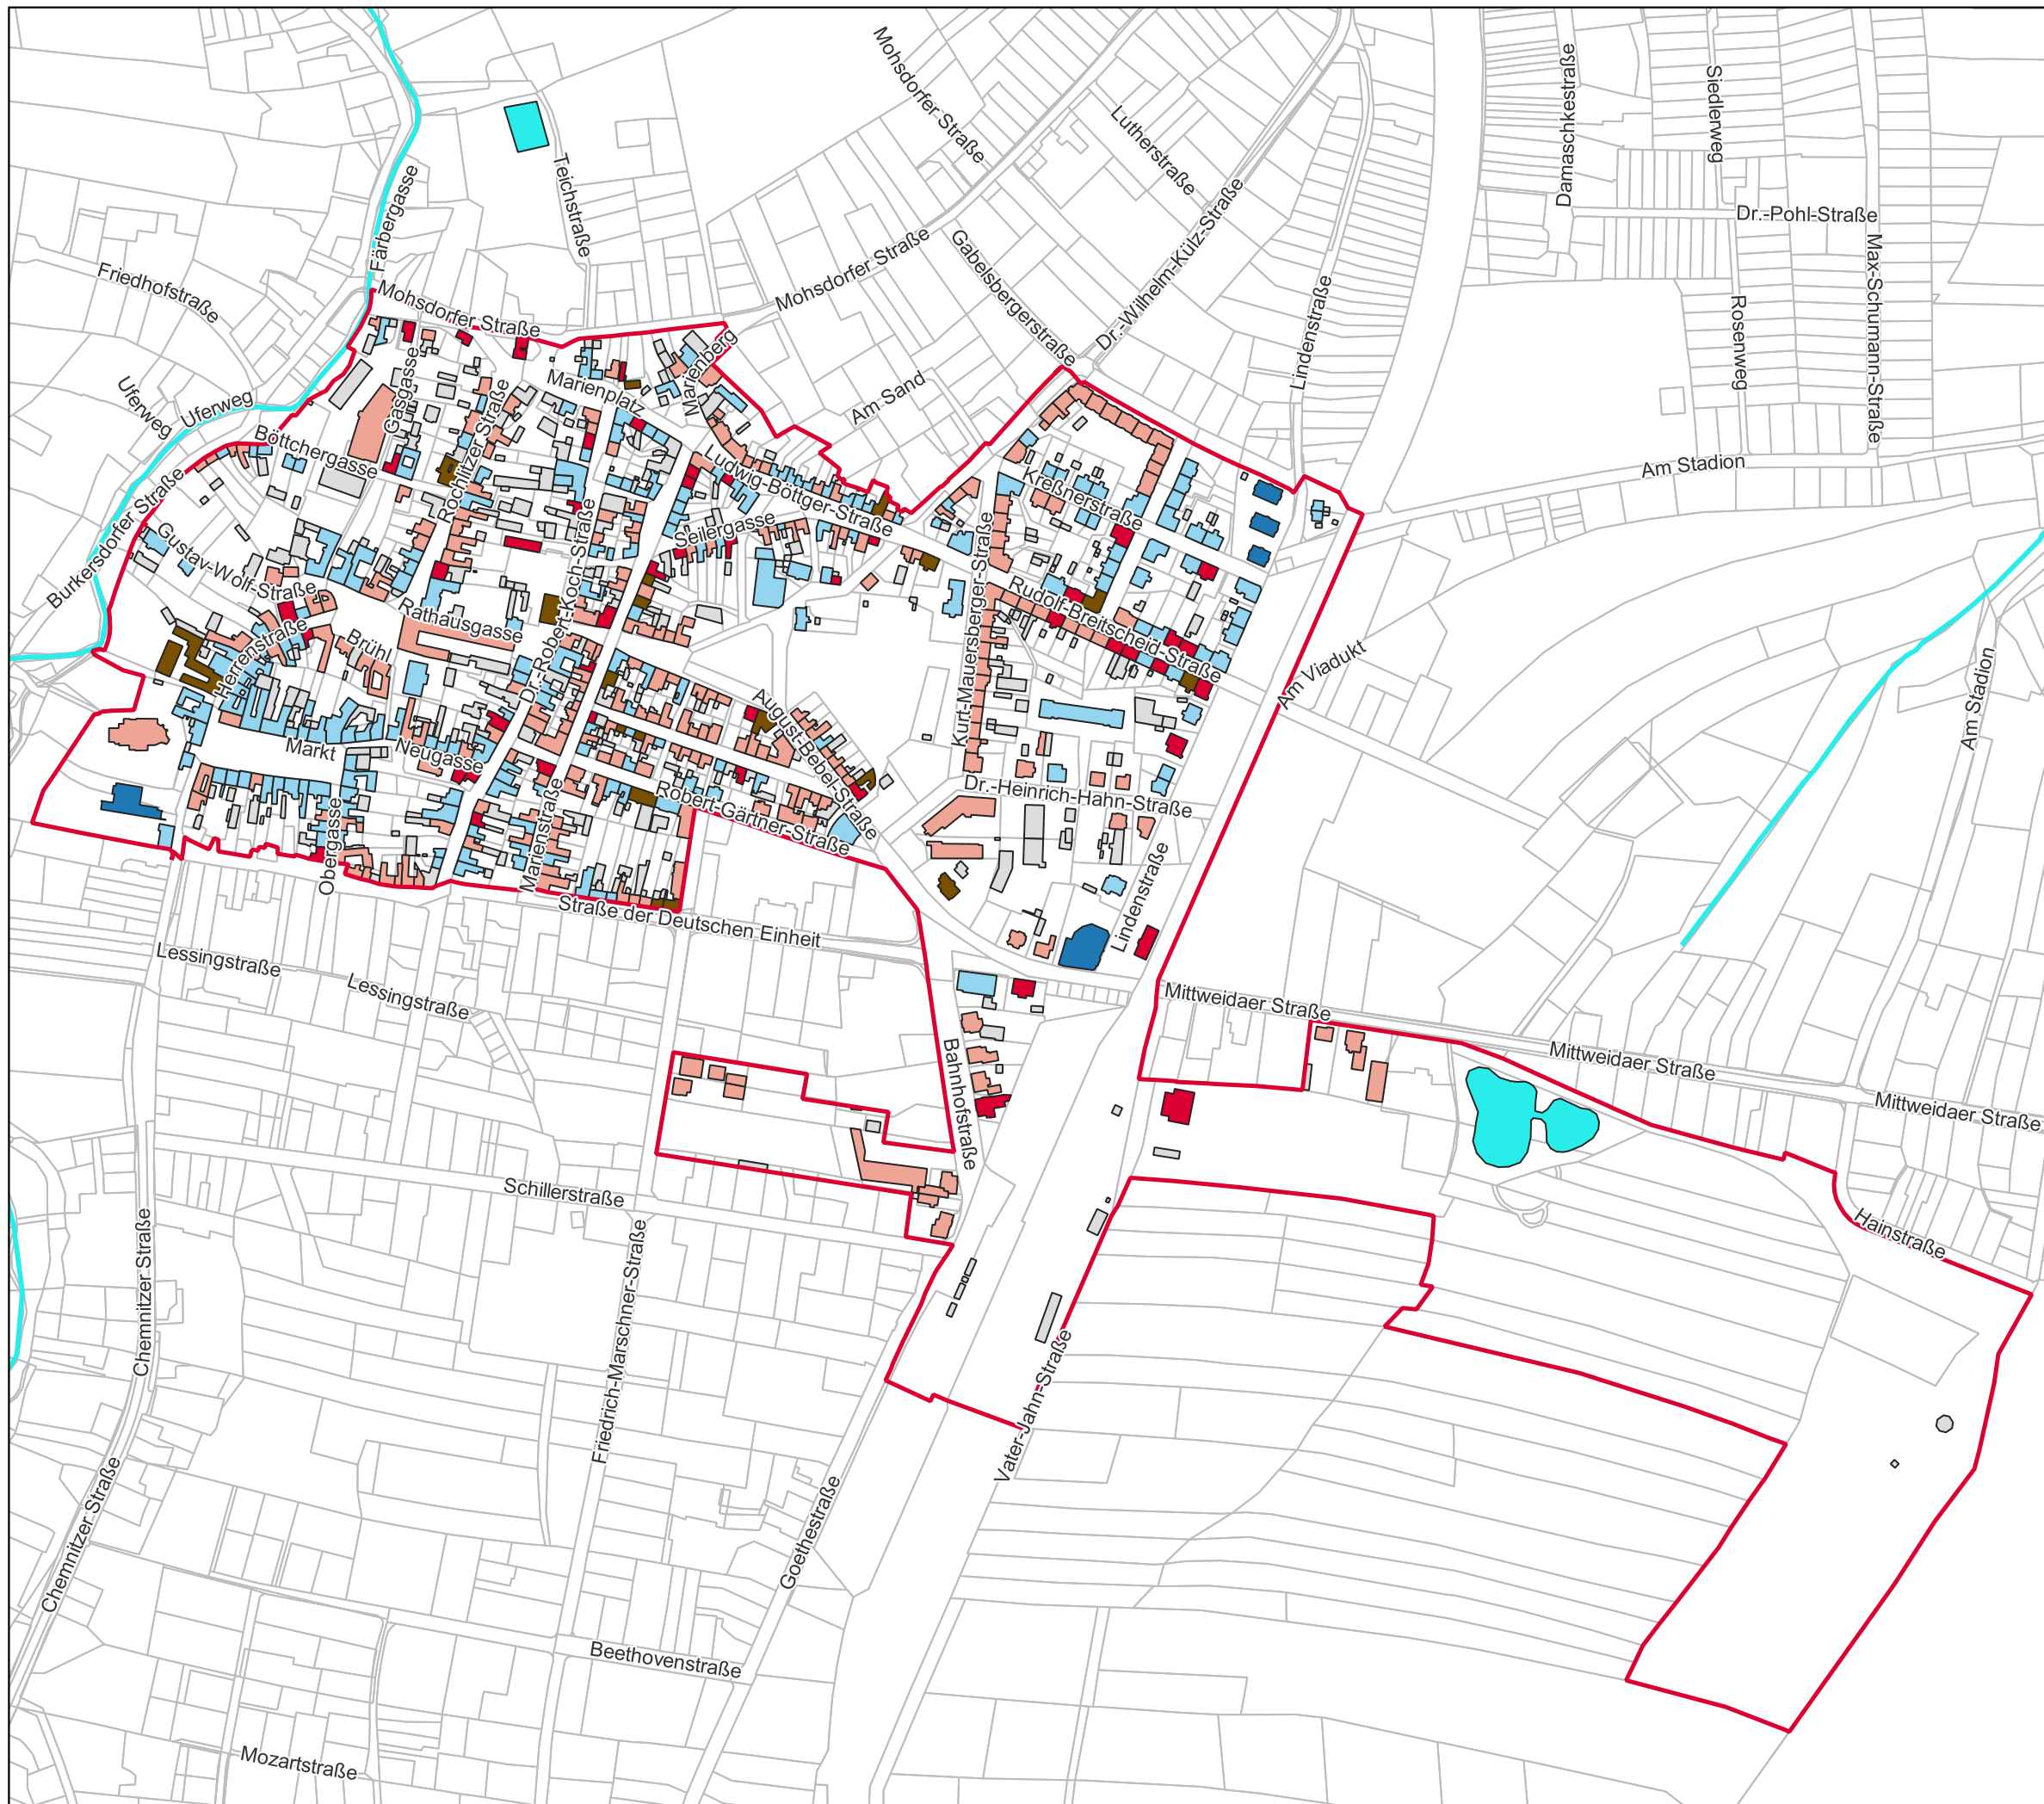 Mohsdorfer Straße
Lutherstraße
Damaschkestraße
Siedlerweg
Teichstraße
Färbergasse
Dr.-Wilhelm-Külz-Straße
Dr.-Pohl-Straße
Friedhofstraße
Mohsdorfer Straße
Mohsdorfer Straße
Gabelsbergerstraße
Lindenstraße
Rosenweg
Max-Schumann-Straße
Marienberg
Marienberg
Marienplatz
Gasgasse
Am Sand
Uferweg
Uferweg
Böttchergasse
Rochlitzer Straße
Ludwig-Böttger-Straße
Kreßnerstraße
Am Stadion
Burkersdorfer Straße
Gustav-Wolf-Straße
Seilergasse
Dr.-Robert-Koch-Straße
Rathausgasse
Herrenstraße
Brühl
Kurt-Mauersberger-Straße
Rudolf-Breitscheid-Straße
Am Viadukt
Am Stadion
Markt
Neugasse
August-Bebel-Straße
Robert-Gärtner-Straße
Dr.-Heinrich-Hahn-Straße
Obergasse
Marienstraße
Lindenstraße
Straße der Deutschen Einheit
Lessingstraße
Lessingstraße
Mittweidaer Straße
Mittweidaer Straße
Mittweidaer Straße
Bahnhofstraße
Schillerstraße
Hainstraße
Chemnitzer Straße
Friedrich-Marschner-Straße
Vater-Jahn-Straße
Chemnitzer Straße
Goethestraße
Beethovenstraße
Mozartstraße